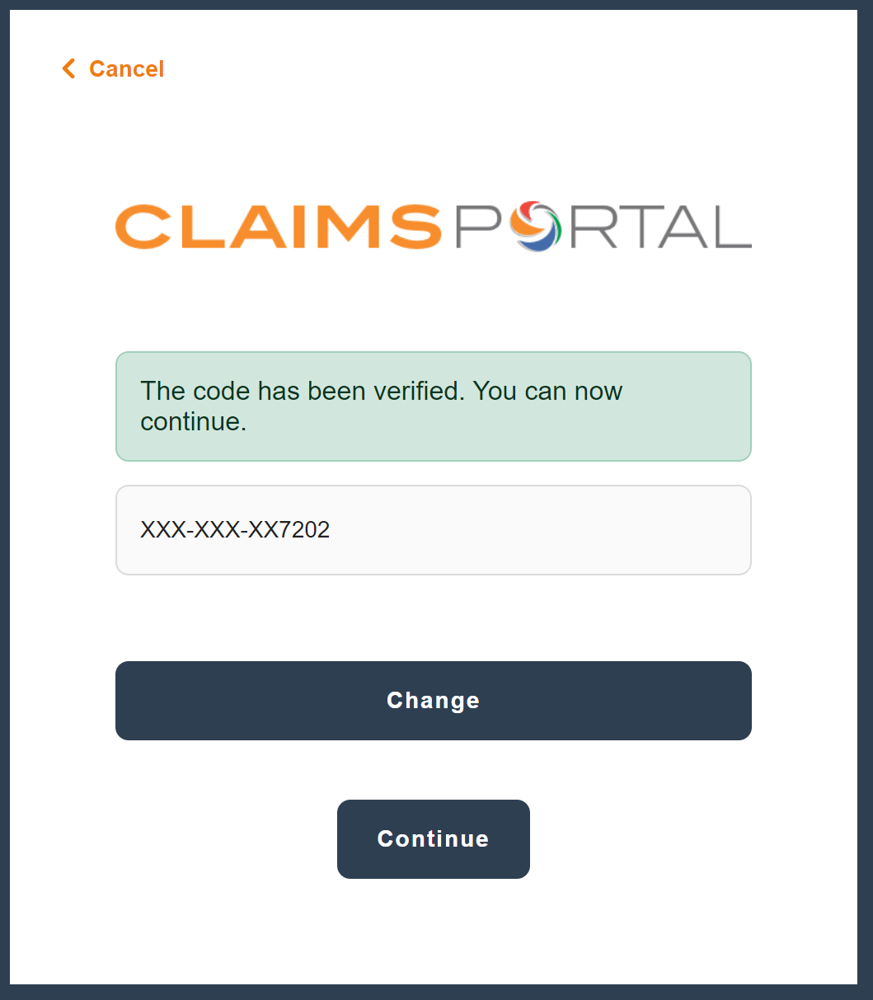 Cancel
CLAIMSPORTAL
The code has been verified. You can now
continue.
XXX-XXX-XX7202
Change
Continue